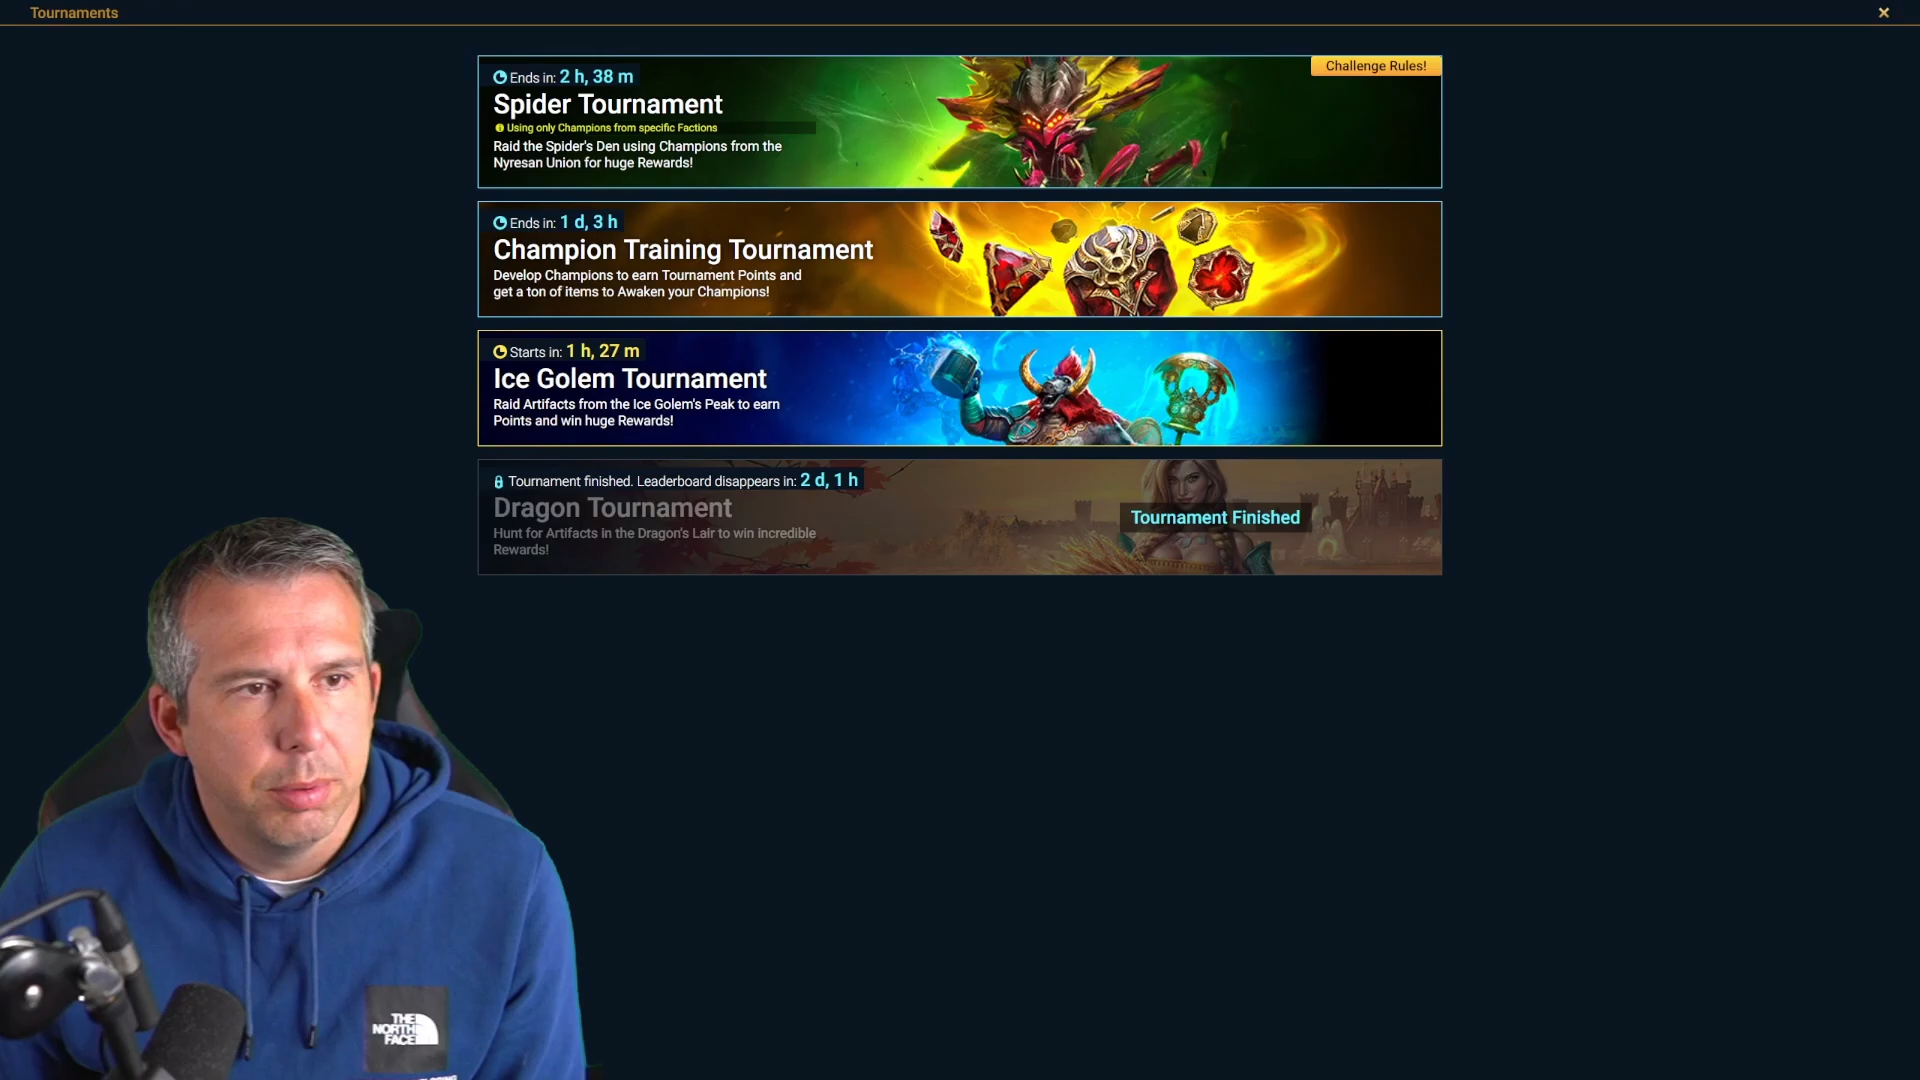 Tournaments
Ends in: 2 h, 38 m
Challenge Rules!
Spider Tournament
Using only Champions from specific Factions
Raid the Spider's Den using Champions from the
Nyresan Union for huge Rewards!
Ends in: 1 d, 3 h
Champion Training Tournament
Develop Champions to earn Tournament Points and
get a ton of items to Awaken your Champions!
Starts in: 1 h, 27 m
Ice Golem Tournament
Raid Artifacts from the Ice Golem's Peak to earn
Points and win huge Rewards!
Tournament finished. Leaderboard disappears in: 2 d, 1 h
Dragon Tournament
Tournament Finished
Hunt for Artifacts in the Dragon's Lair to win incredible
Rewards!
THE
NORTH
FACE